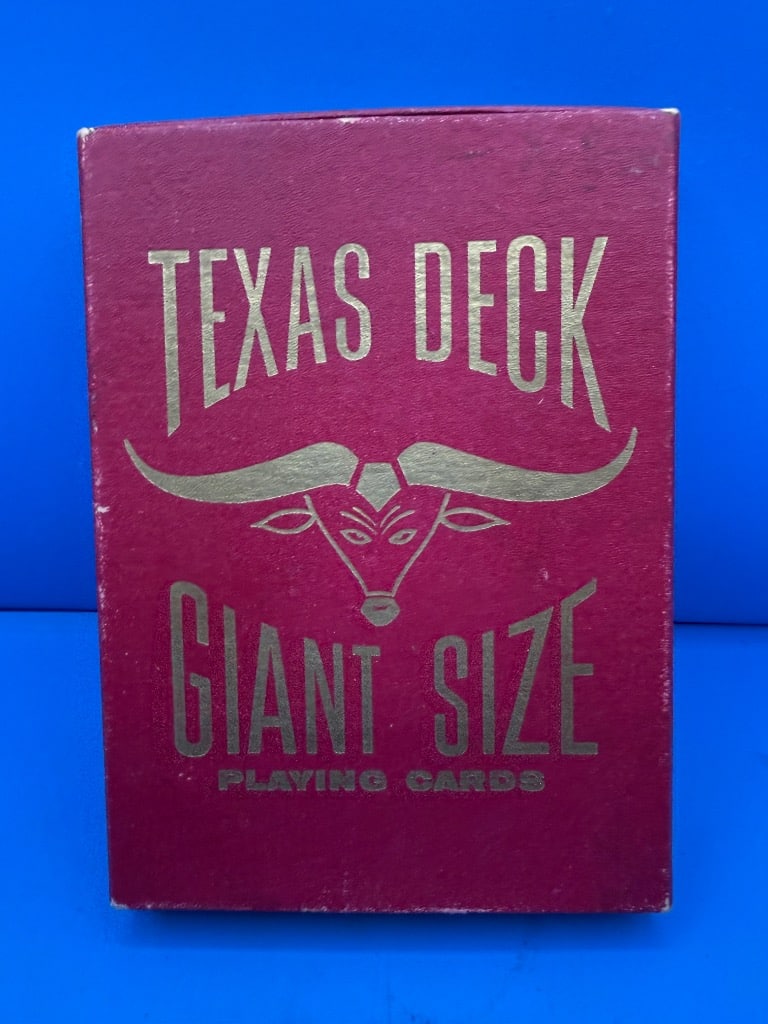 TEXAS DECK
GIANT SIZE
PLAYING CARDS